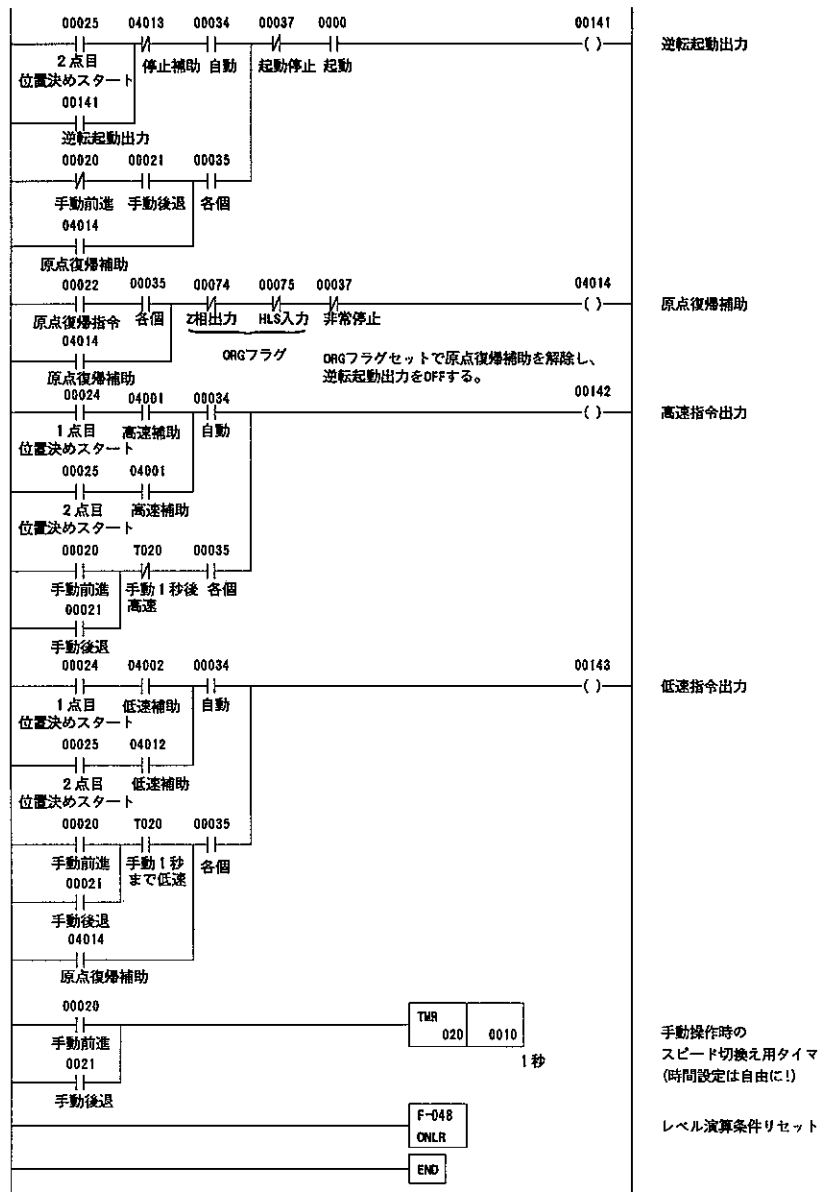 00025 04013 00034 00037 0000 00141
2点目 停止補助 自動 起動停止 起動 逆転起動出力
位置決めスタート
00141
逆転起動出力
00020 00021 00035
手動前進 手動後退 各個
04014
原点復帰補助
00022 00035 00074 00075 00037 04014
原点復帰指令 各個 Z相出力 HLS入力 非常停止 原点復帰補助
04014
原点復帰補助
ORGフラグ
ORGフラグセットで原点復帰補助を解除し、
逆転起動出力をOFFする。
00024 04001 00034 00142
1点目 高速補助 自動 高速指令出力
位置決めスタート
00025 04001
2点目 高速補助
位置決めスタート
00020 T020 00035
手動前進 手動1秒後 各個
高速
00021
手動後退
00024 04002 00034 00143
1点目 低速補助 自動 低速指令出力
位置決めスタート
00025 04012
2点目 低速補助
位置決めスタート
00020 T020 00035
手動前進 手動1秒 各個
まで低速
00021
手動後退
04014
原点復帰補助
00020
手動前進
0021
手動後退
TMR
020 0010
1秒
手動操作時の
スピード切換え用タイマ
(時間設定は自由に!)
F-048
ONLR
レベル演算条件リセット
END